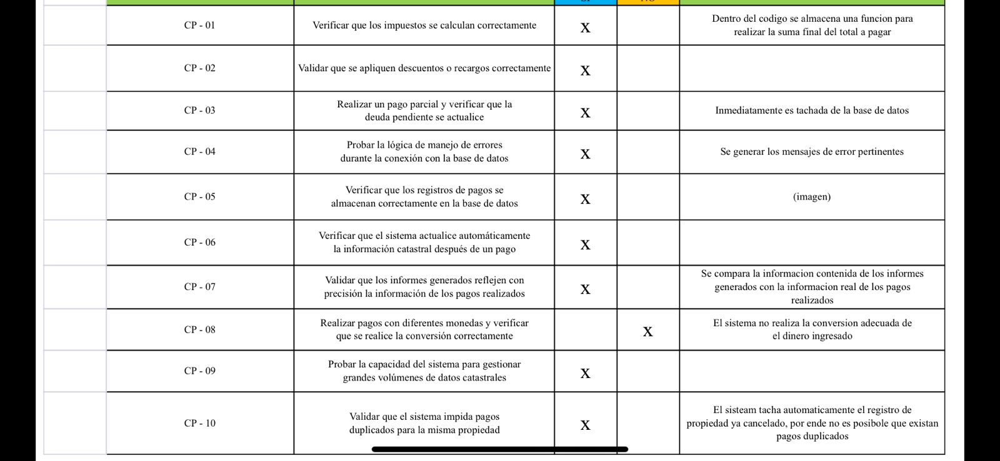 SI NO
CP - 01
Verificar que los impuestos se calculan correctamente
X
Dentro del codigo se almacena una funcion para
realizar la suma final del total a pagar
CP - 02
Validar que se apliquen descuentos o recargos correctamente
X
CP - 03
Realizar un pago parcial y verificar que la
deuda pendiente se actualice
X
Inmediatamente es tachada de la base de datos
CP - 04
Probar la lógica de manejo de errores
durante la conexión con la base de datos
X
Se generar los mensajes de error pertinentes
CP - 05
Verificar que los registros de pagos se
almacenan correctamente en la base de datos
X
(imagen)
CP - 06
Verificar que el sistema actualice automáticamente
la información catastral después de un pago
X
CP - 07
Validar que los informes generados reflejen con
precisión la información de los pagos realizados
X
Se compara la informacion contenida de los informes
generados con la informacion real de los pagos
realizados
CP - 08
Realizar pagos con diferentes monedas y verificar
que se realice la conversión correctamente
X
El sistema no realiza la conversion adecuada de
el dinero ingresado
CP - 09
Probar la capacidad del sistema para gestionar
grandes volúmenes de datos catastrales
X
CP - 10
Validar que el sistema impida pagos
duplicados para la misma propiedad
X
El sisteam tacha automaticamente el registro de
propiedad ya cancelado, por ende no es posibole que existan
pagos duplicados